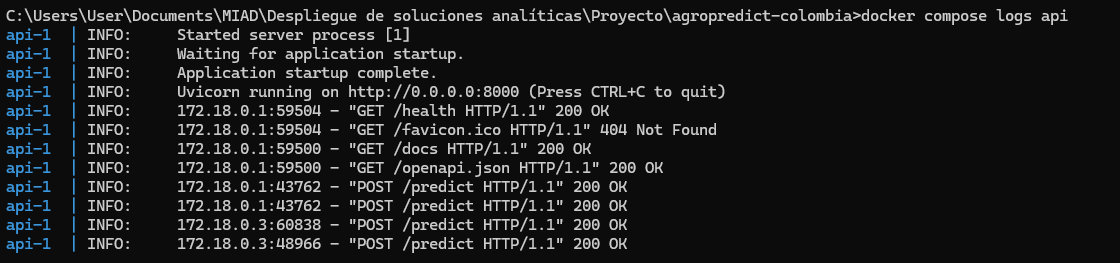 C:\Users\User\Documents\MIAD\Despliegue de soluciones analíticas\Proyecto\agropredict-colombia>docker compose logs api
api-1  | INFO:     Started server process [1]
api-1  | INFO:     Waiting for application startup.
api-1  | INFO:     Application startup complete.
api-1  | INFO:     Uvicorn running on http://0.0.0.0:8000 (Press CTRL+C to quit)
api-1  | INFO:     172.18.0.1:59504 - "GET /health HTTP/1.1" 200 OK
api-1  | INFO:     172.18.0.1:59504 - "GET /favicon.ico HTTP/1.1" 404 Not Found
api-1  | INFO:     172.18.0.1:59500 - "GET /docs HTTP/1.1" 200 OK
api-1  | INFO:     172.18.0.1:59500 - "GET /openapi.json HTTP/1.1" 200 OK
api-1  | INFO:     172.18.0.1:43762 - "POST /predict HTTP/1.1" 200 OK
api-1  | INFO:     172.18.0.1:43762 - "POST /predict HTTP/1.1" 200 OK
api-1  | INFO:     172.18.0.3:60838 - "POST /predict HTTP/1.1" 200 OK
api-1  | INFO:     172.18.0.3:48966 - "POST /predict HTTP/1.1" 200 OK